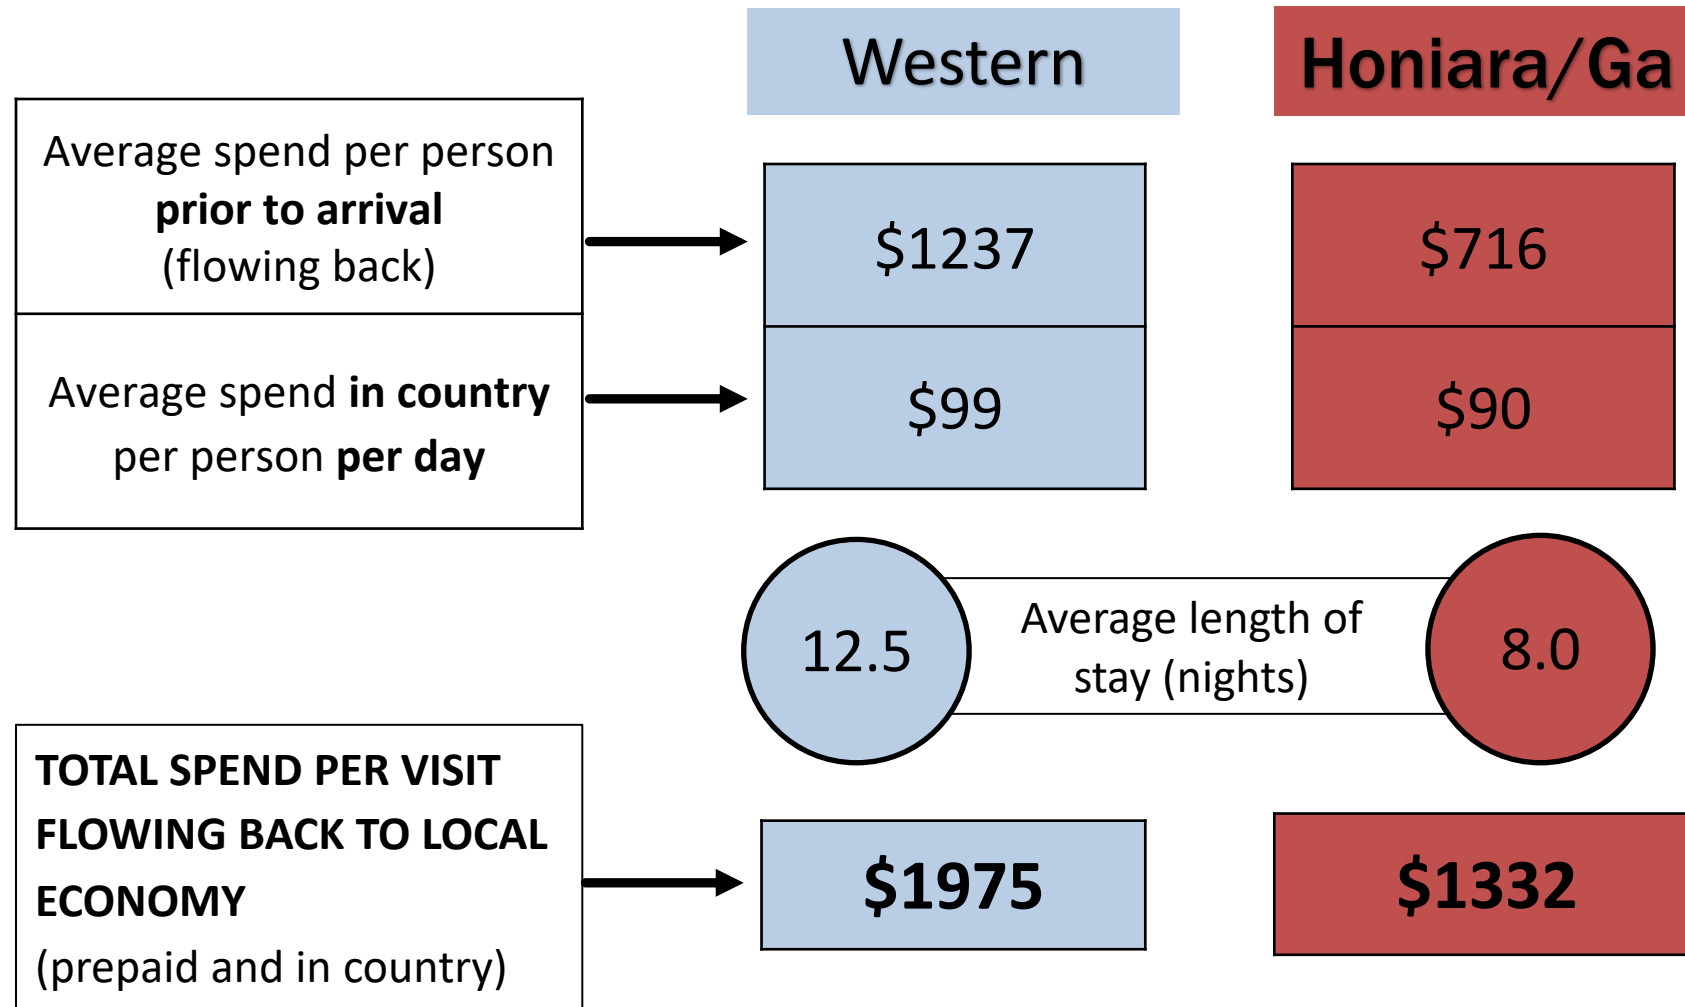 Western
Honiara/Ga
Average spend per person
prior to arrival
(flowing back)
$1237
$716
Average spend in country
per person per day
$99
$90
12.5
Average length of
stay (nights)
8.0
TOTAL SPEND PER VISIT
FLOWING BACK TO LOCAL
ECONOMY
(prepaid and in country)
$1975
$1332